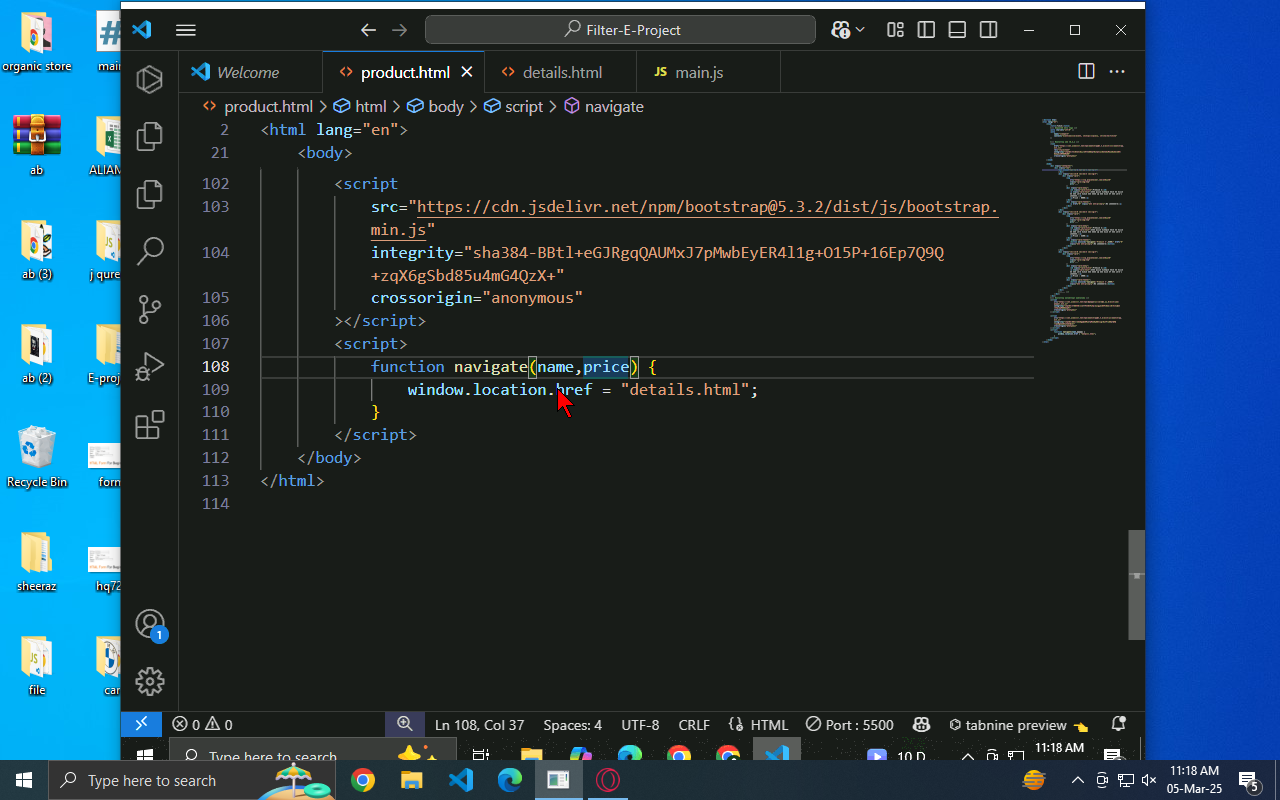 organic store
main
ab
ALIAM
ab (3)
j qure
ab (2)
E-proj
Recycle Bin
forn
sheeraz
hq72
file
car
Filter-E-Project
Welcome
product.html
details.html
JS main.js
product.html > html > body > script > navigate
2 <html lang="en">
21 <body>
102 <script
103 src="https://cdn.jsdelivr.net/npm/bootstrap@5.3.2/dist/js/bootstrap.
min.js"
104 integrity="sha384-BBtl+eGJRgqQAUMxJ7pMwbEyER4l1g+O15P+16Ep7Q9Q
+zqX6gSbd85u4mG4QzX+"
105 crossorigin="anonymous"
106 ></script>
107 <script>
108 function navigate(name,price) {
109 window.location.href = "details.html";
110 }
111 </script>
112 </body>
113 </html>
114
1
0 0
Ln 108, Col 37
Spaces: 4
UTF-8
CRLF
HTML
Port : 5500
tabnine preview
Type here to search
10 D
11:18 AM
Type here to search
11:18 AM
05-Mar-25
5